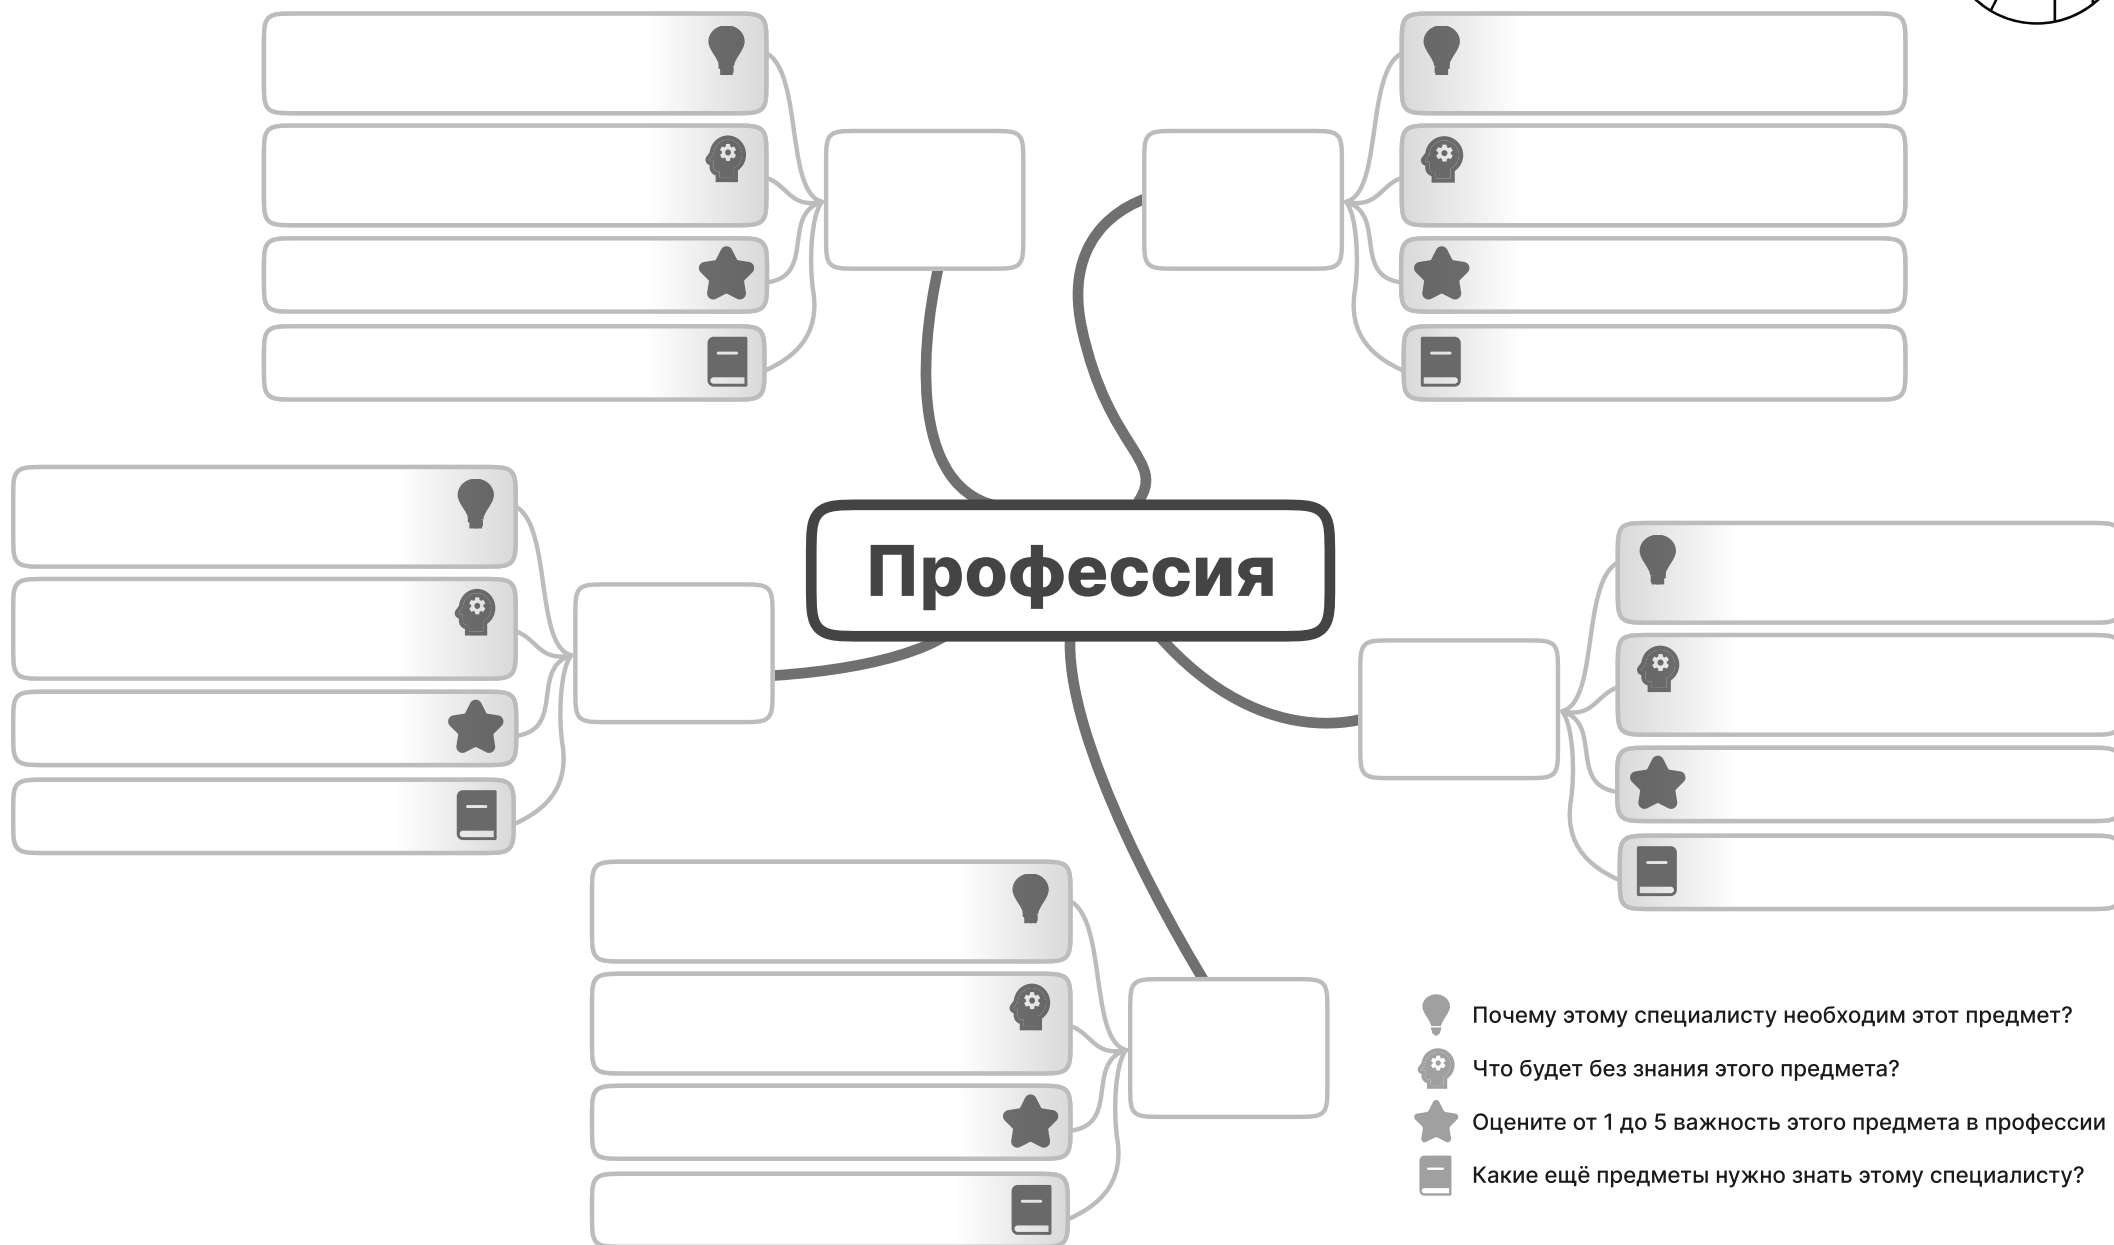 Профессия
Почему этому специалисту необходим этот предмет?
Что будет без знания этого предмета?
Оцените от 1 до 5 важность этого предмета в профессии
Какие ещё предметы нужно знать этому специалисту?